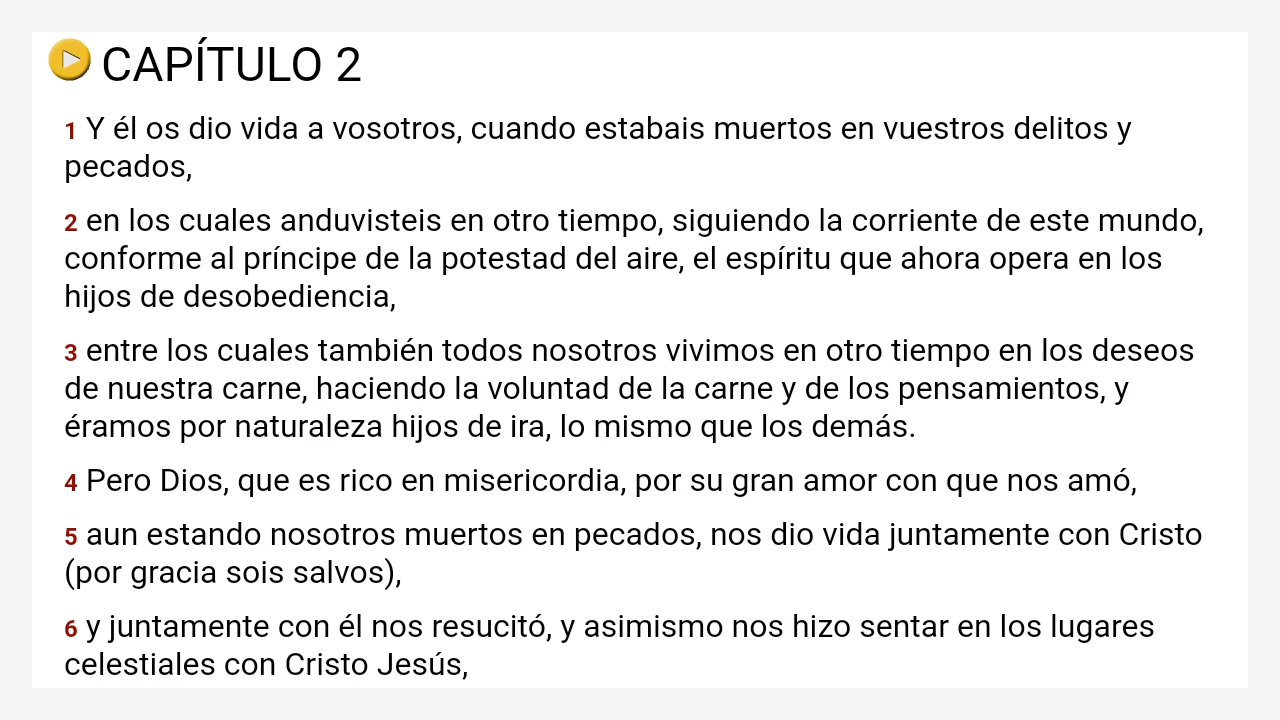 CAPÍTULO 2
1 Y él os dio vida a vosotros, cuando estabais muertos en vuestros delitos y
pecados,
2 en los cuales anduvisteis en otro tiempo, siguiendo la corriente de este mundo,
conforme al príncipe de la potestad del aire, el espíritu que ahora opera en los
hijos de desobediencia,
3 entre los cuales también todos nosotros vivimos en otro tiempo en los deseos
de nuestra carne, haciendo la voluntad de la carne y de los pensamientos, y
éramos por naturaleza hijos de ira, lo mismo que los demás.
4 Pero Dios, que es rico en misericordia, por su gran amor con que nos amó,
5 aun estando nosotros muertos en pecados, nos dio vida juntamente con Cristo
(por gracia sois salvos),
6 y juntamente con él nos resucitó, y asimismo nos hizo sentar en los lugares
celestiales con Cristo Jesús,